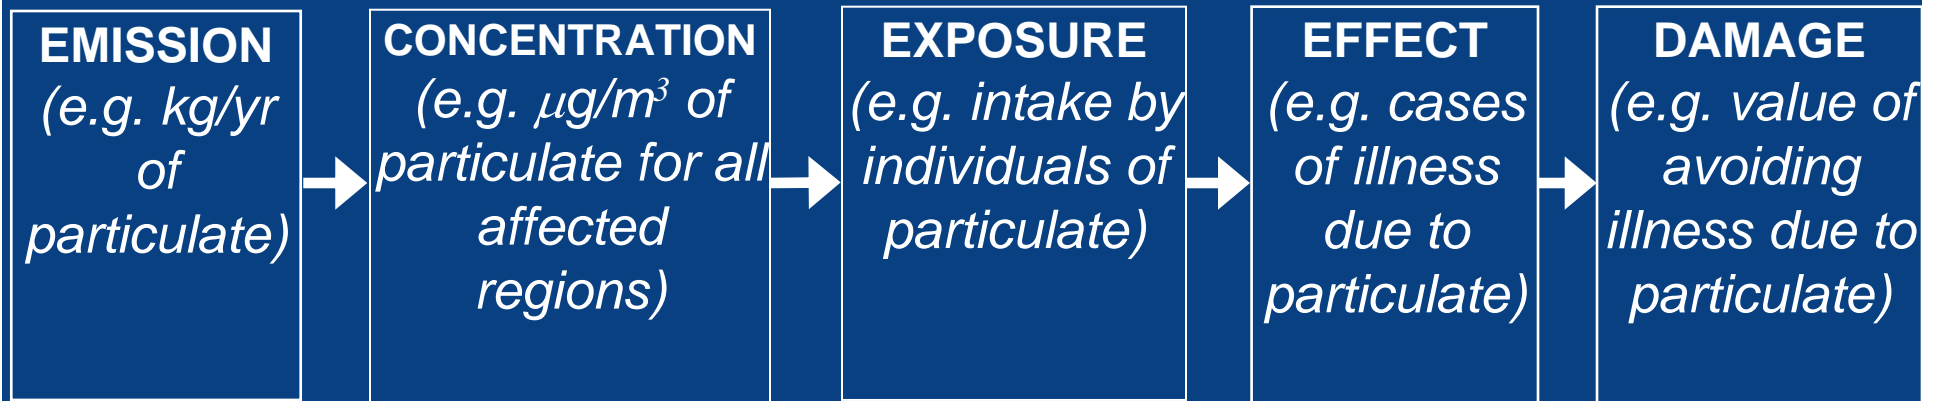 EMISSION
(e.g. kg/yr
of
particulate)
CONCENTRATION
(e.g. μg/m³ of
particulate for all
affected
regions)
EXPOSURE
(e.g. intake by
individuals of
particulate)
EFFECT
(e.g. cases
of illness
due to
particulate)
DAMAGE
(e.g. value of
avoiding
illness due to
particulate)